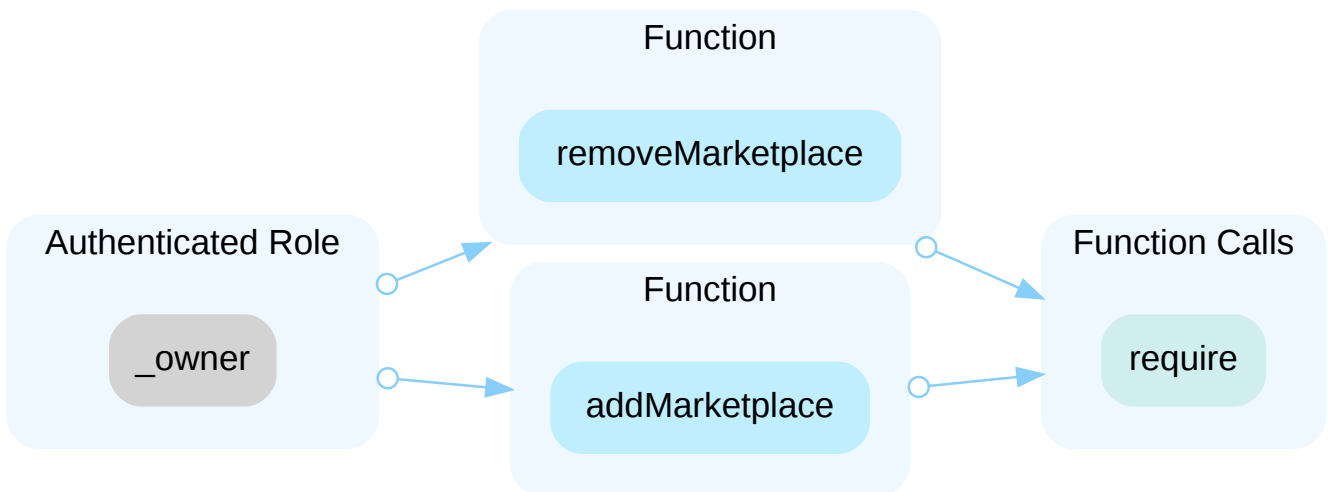 Function
removeMarketplace
Authenticated Role
_owner
Function
addMarketplace
Function Calls
require